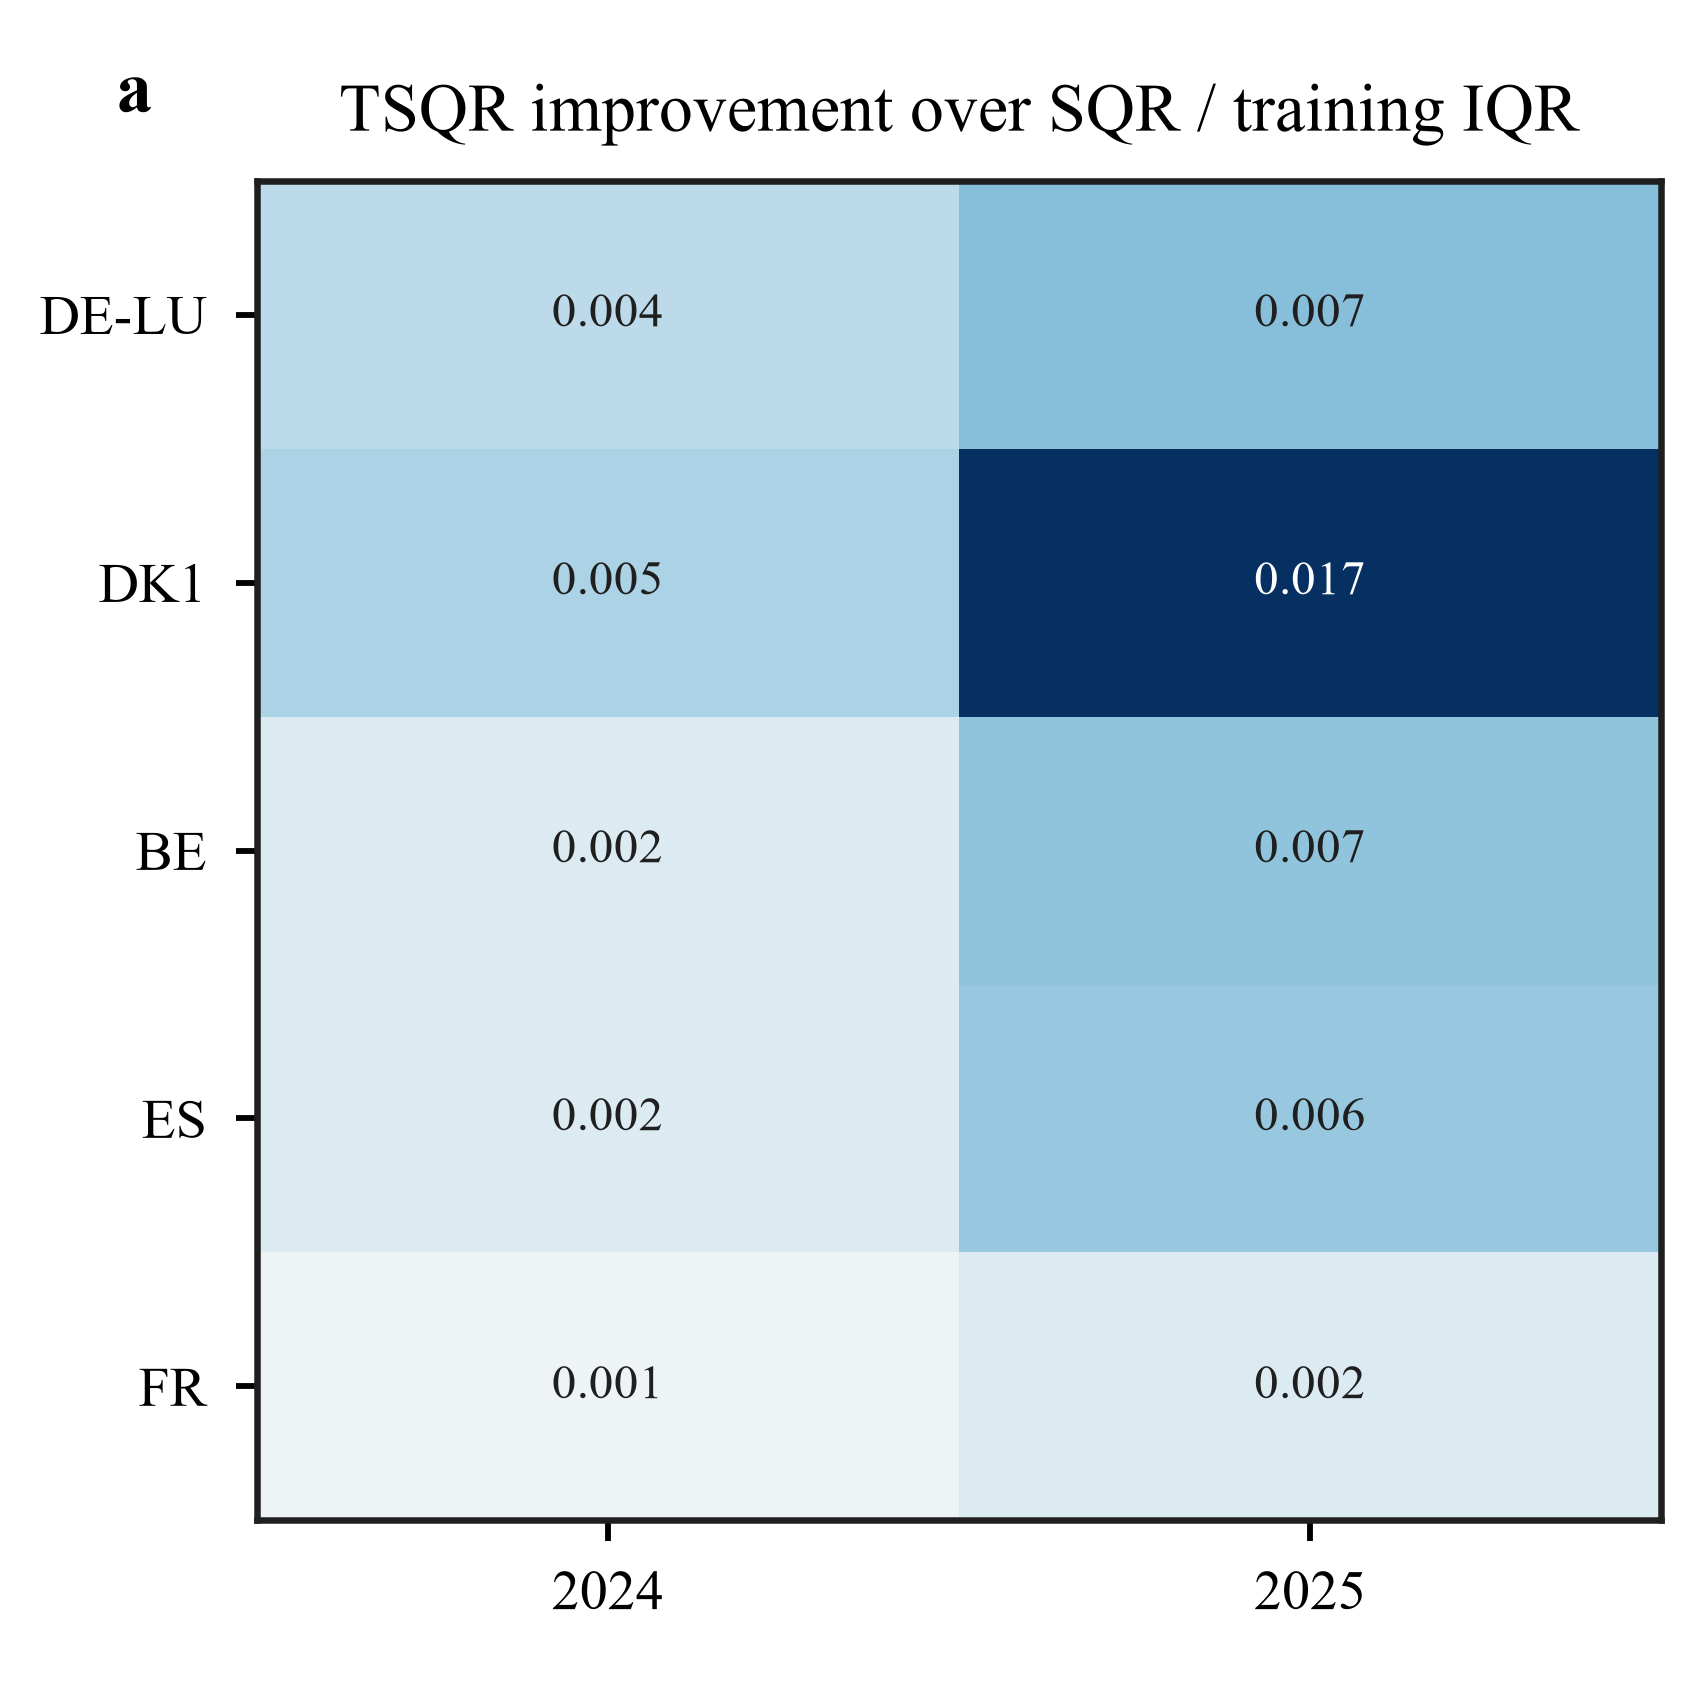 a
TSQR improvement over SQR / training IQR
DE-LU 0.004 0.007
DK1 0.005 0.017
BE 0.002 0.007
ES 0.002 0.006
FR 0.001 0.002
2024 2025